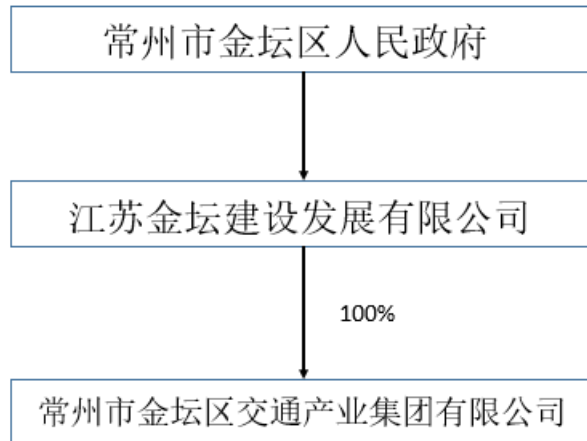 常州市金坛区人民政府
江苏金坛建设发展有限公司
100%
常州市金坛区交通产业集团有限公司